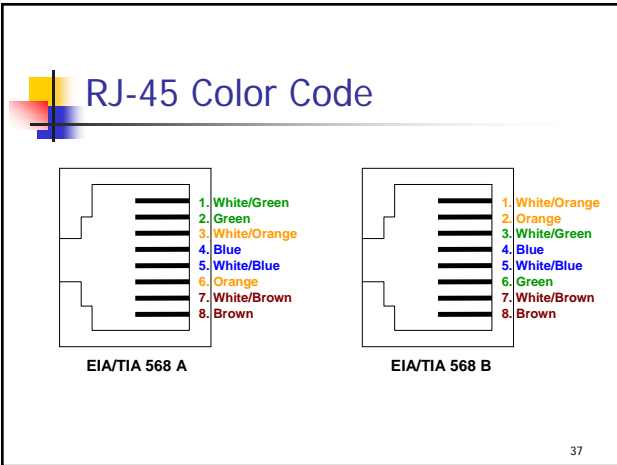 RJ-45 Color Code
1. White/Green
2. Green
3. White/Orange
4. Blue
5. White/Blue
6. Orange
7. White/Brown
8. Brown
EIA/TIA 568 A
1. White/Orange
2. Orange
3. White/Green
4. Blue
5. White/Blue
6. Green
7. White/Brown
8. Brown
EIA/TIA 568 B
37